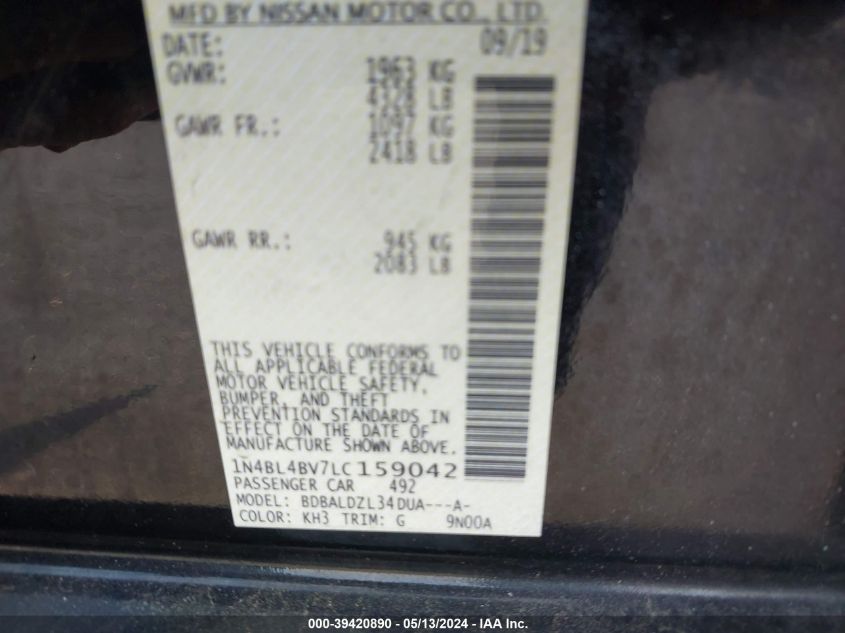 MFD BY NISSAN MOTOR CO., LTD.
DATE: 09/19
GVWR: 1963 KG
4328 LB
GAWR FR.: 1097 KG
2418 LB
GAWR RR.: 945 KG
2083 LB
THIS VEHICLE CONFORMS TO
ALL APPLICABLE FEDERAL
MOTOR VEHICLE SAFETY,
BUMPER, AND THEFT
PREVENTION STANDARDS IN
EFFECT ON THE DATE OF
MANUFACTURE SHOWN ABOVE.
1N4BL4BV7LC159042
PASSENGER CAR 492
MODEL: BDBALDZL34DUA---A-
COLOR: KH3 TRIM: G 9N00A
000-39420890 - 05/13/2024 - IAA Inc.